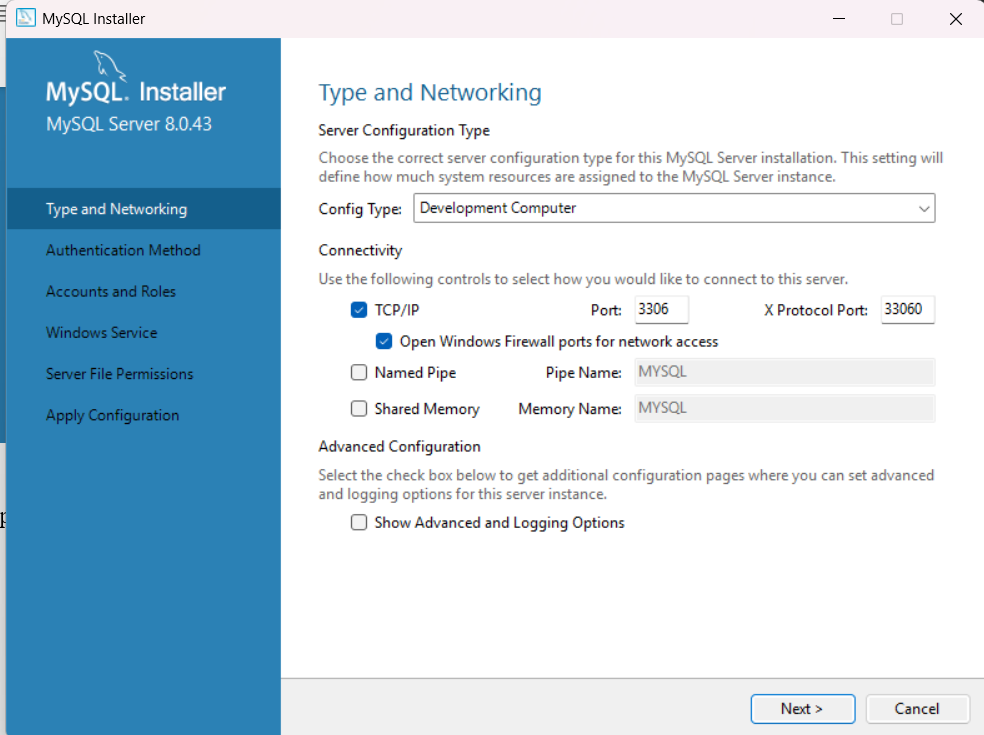 MySQL Installer
MySQL. Installer
MySQL Server 8.0.43
Type and Networking
Authentication Method
Accounts and Roles
Windows Service
Server File Permissions
Apply Configuration
Type and Networking
Server Configuration Type
Choose the correct server configuration type for this MySQL Server installation. This setting will
define how much system resources are assigned to the MySQL Server instance.
Config Type: Development Computer
Connectivity
Use the following controls to select how you would like to connect to this server.
TCP/IP Port: 3306 X Protocol Port: 33060
Open Windows Firewall ports for network access
Named Pipe Pipe Name: MYSQL
Shared Memory Memory Name: MYSQL
Advanced Configuration
Select the check box below to get additional configuration pages where you can set advanced
and logging options for this server instance.
Show Advanced and Logging Options
Next > Cancel